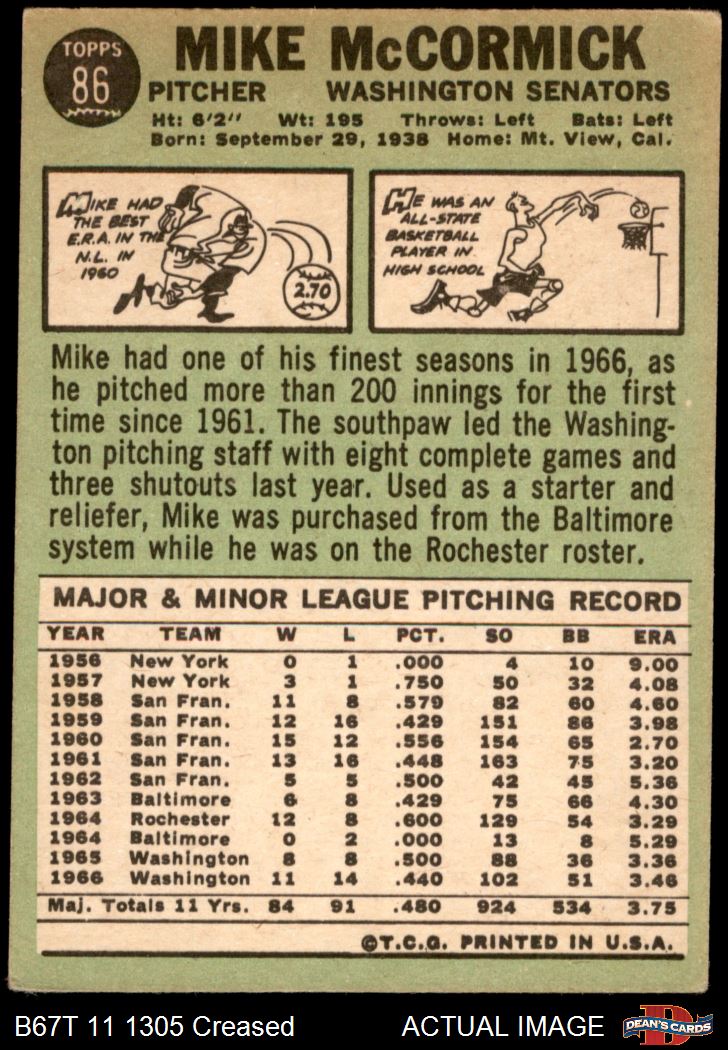 TOPPS
86
MIKE McCORMICK
PITCHER WASHINGTON SENATORS
Ht: 6'2" Wt: 195 Throws: Left Bats: Left
Born: September 29, 1938 Home: Mt. View, Cal.
MIKE HAD
THE BEST
E.R.A. IN THE
N.L. IN
1960
2.70
HE WAS AN
ALL-STATE
BASKETBALL
PLAYER IN
HIGH SCHOOL
Mike had one of his finest seasons in 1966, as
he pitched more than 200 innings for the first
time since 1961. The southpaw led the Washing-
ton pitching staff with eight complete games and
three shutouts last year. Used as a starter and
reliefer, Mike was purchased from the Baltimore
system while he was on the Rochester roster.
MAJOR & MINOR LEAGUE PITCHING RECORD
YEAR TEAM W L PCT. SO BB ERA
1956 New York 0 1 .000 4 10 9.00
1957 New York 3 1 .750 50 32 4.08
1958 San Fran. 11 8 .579 82 60 4.60
1959 San Fran. 12 16 .429 151 86 3.98
1960 San Fran. 15 12 .556 154 65 2.70
1961 San Fran. 13 16 .448 163 75 3.20
1962 San Fran. 5 5 .500 42 45 5.36
1963 Baltimore 6 8 .429 75 66 4.30
1964 Rochester 12 8 .600 129 54 3.29
1964 Baltimore 0 2 .000 13 8 5.29
1965 Washington 8 8 .500 88 36 3.36
1966 Washington 11 14 .440 102 51 3.46
Maj. Totals 11 Yrs. 84 91 .480 924 534 3.75
©T.C.G. PRINTED IN U.S.A.
B67T 11 1305 Creased ACTUAL IMAGE
DEAN'S CARDS